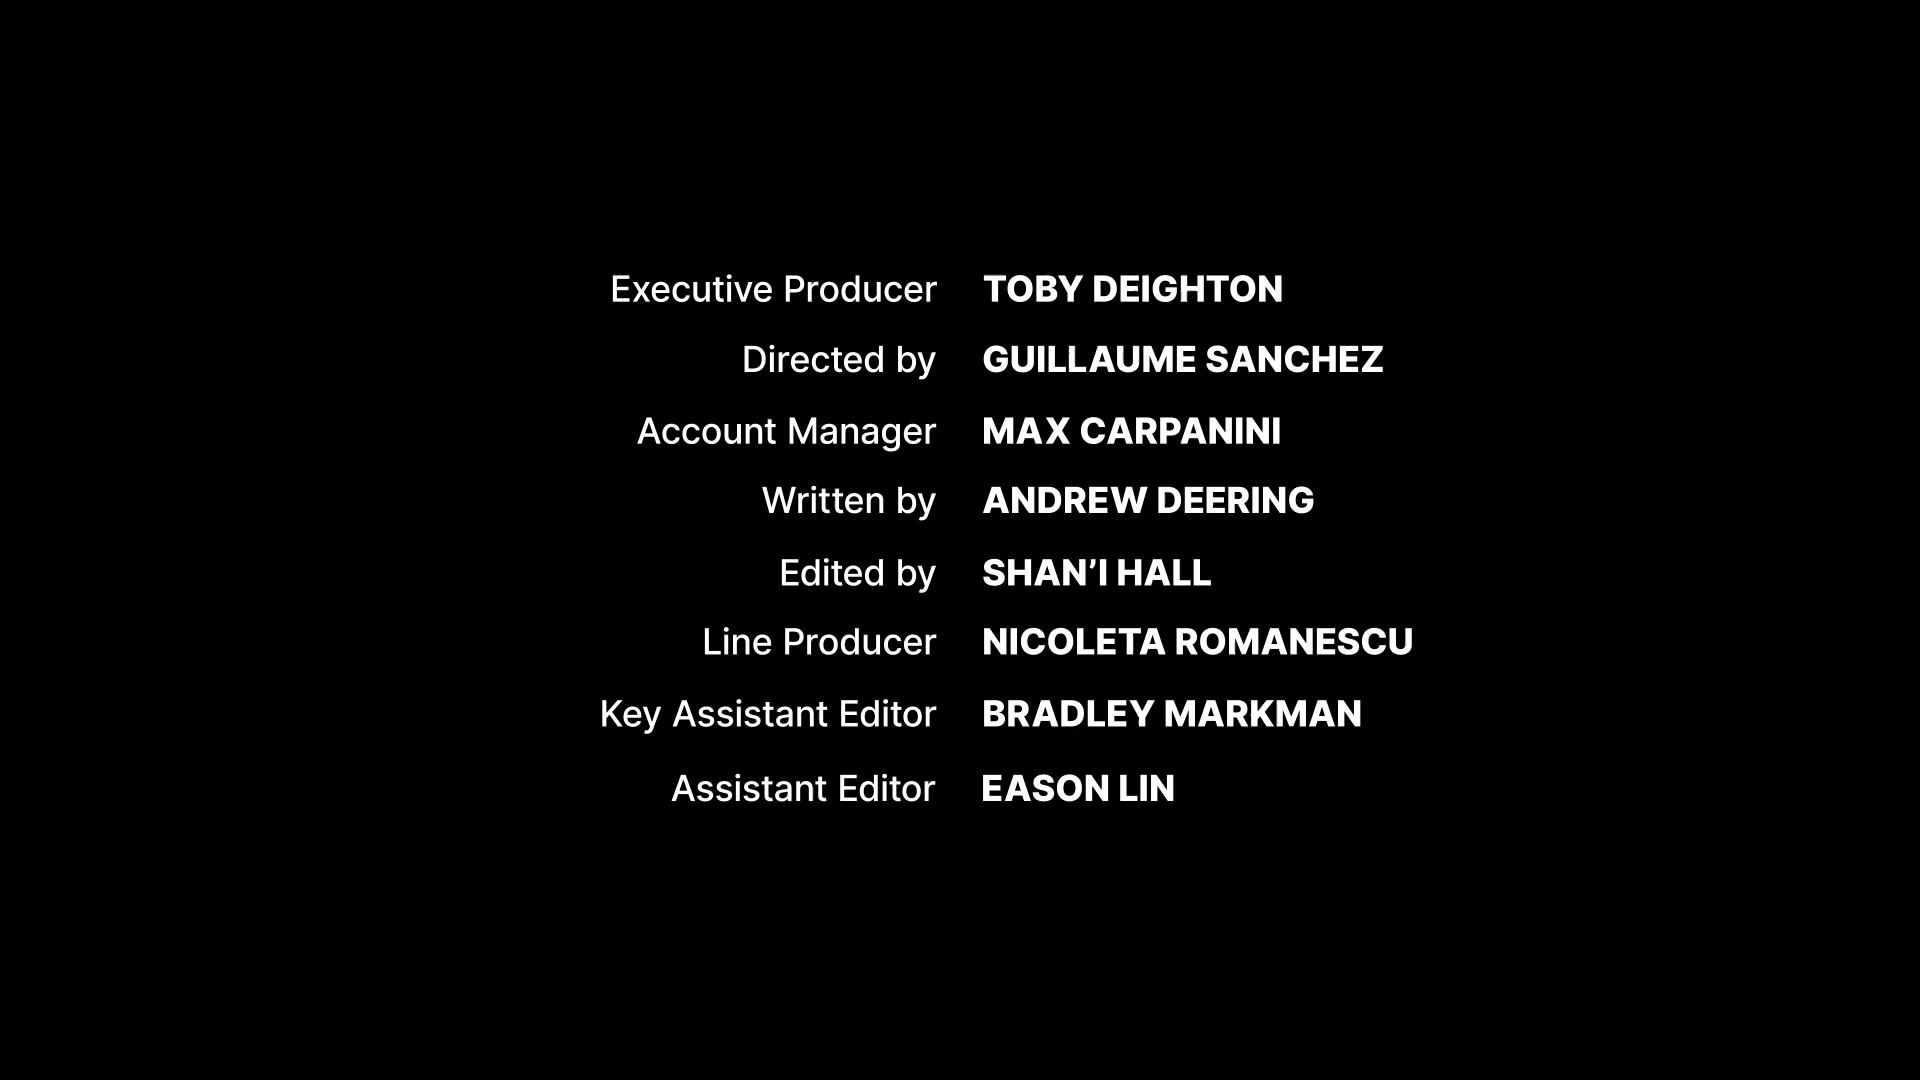 Executive Producer TOBY DEIGHTON
Directed by GUILLAUME SANCHEZ
Account Manager MAX CARPANINI
Written by ANDREW DEERING
Edited by SHAN’I HALL
Line Producer NICOLETA ROMANESCU
Key Assistant Editor BRADLEY MARKMAN
Assistant Editor EASON LIN